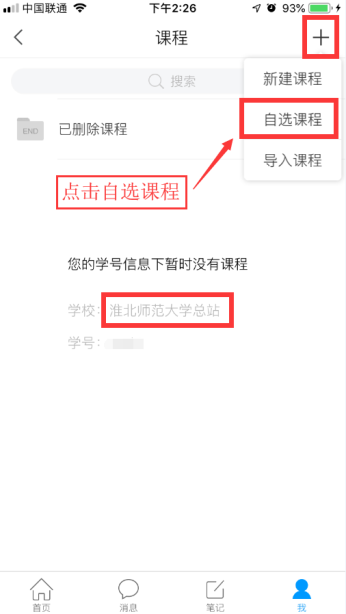 中国联通 下午2:26 93%
课程
新建课程
搜索
自选课程
END 已删除课程
导入课程
点击自选课程
您的学号信息下暂时没有课程
学校: 淮北师范大学总站
学号:
首页 消息 笔记 我